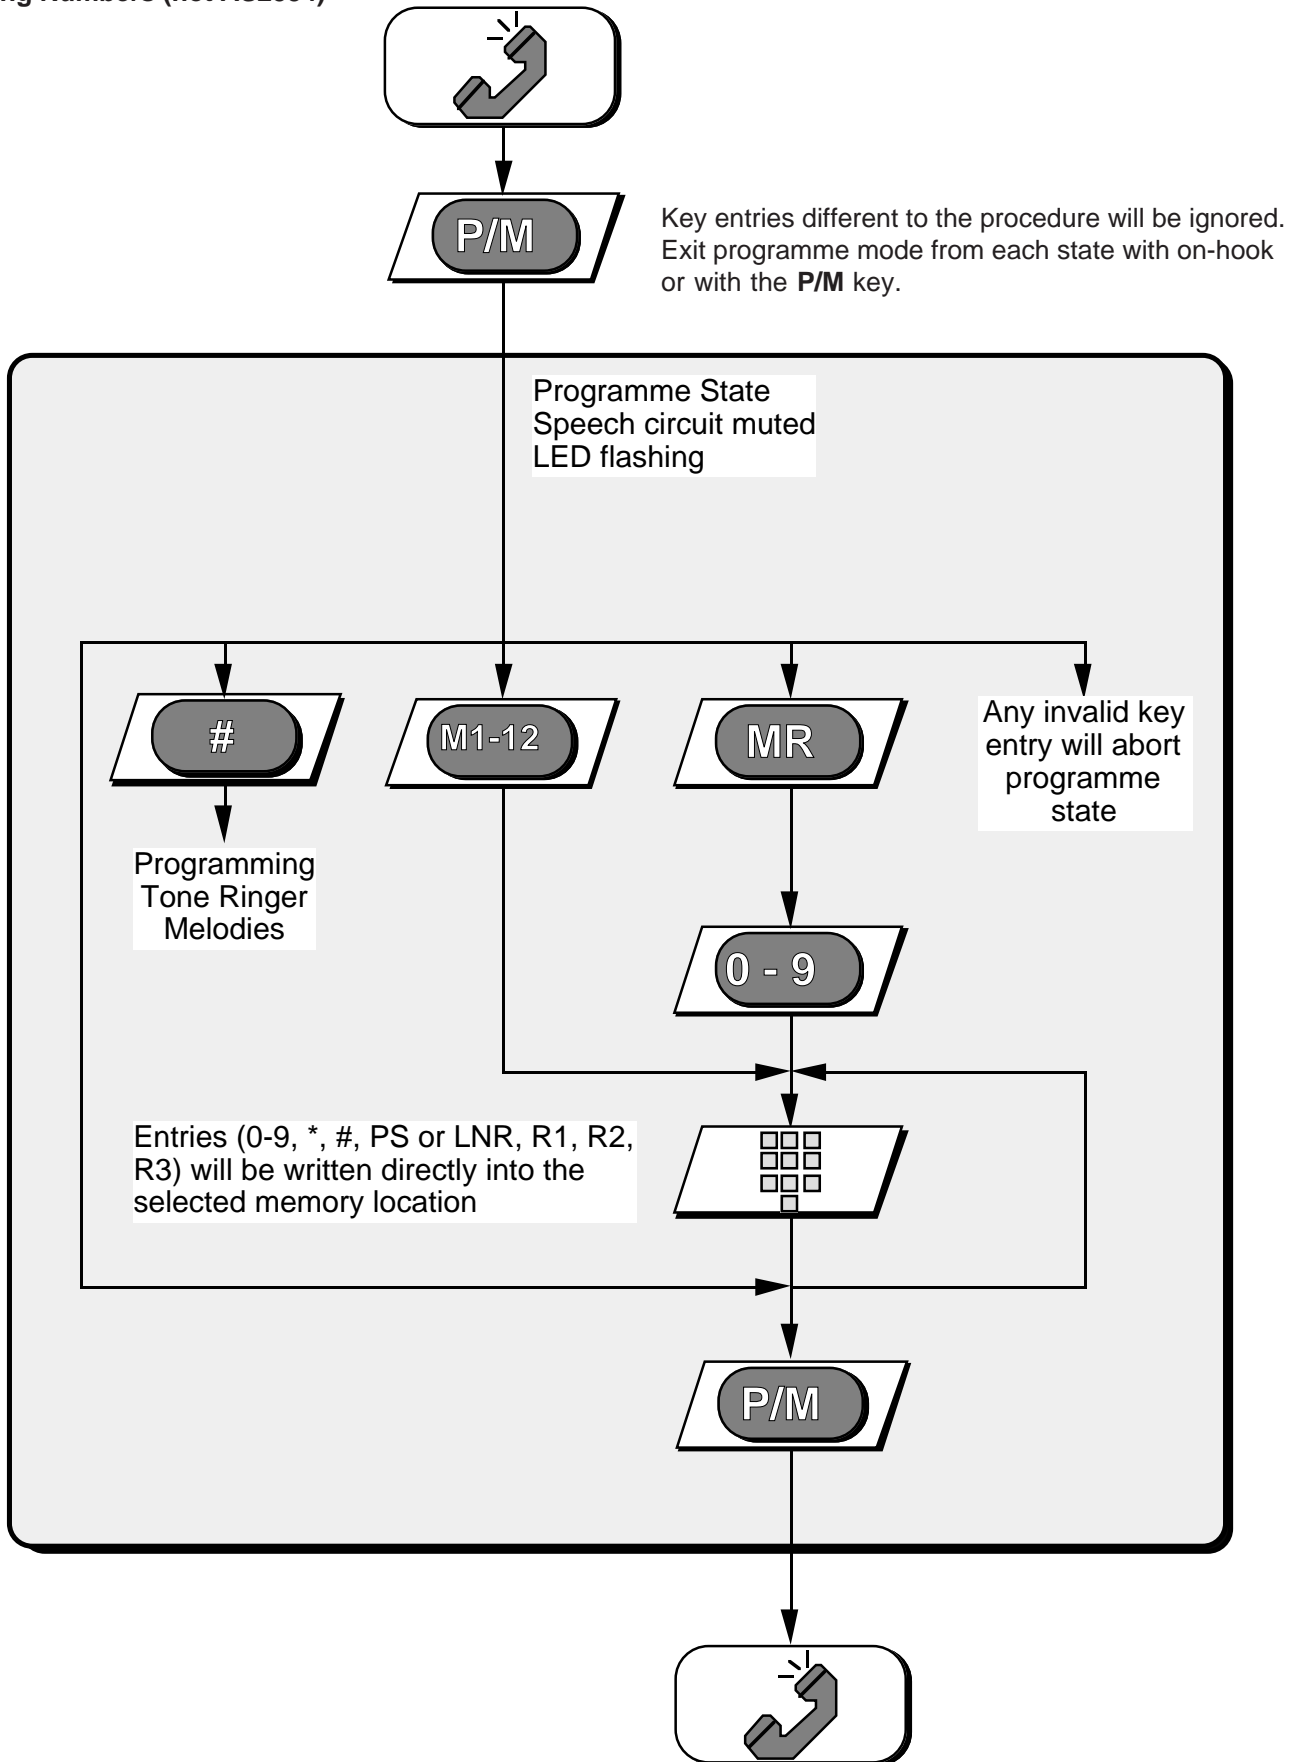 P/M
Key entries different to the procedure will be ignored.
Exit programme mode from each state with on-hook
or with the P/M key.
Programme State
Speech circuit muted
LED flashing
#
M1-12
MR
Any invalid key
entry will abort
programme
state
Programming
Tone Ringer
Melodies
0 - 9
Entries (0-9, *, #, PS or LNR, R1, R2,
R3) will be written directly into the
selected memory location
P/M